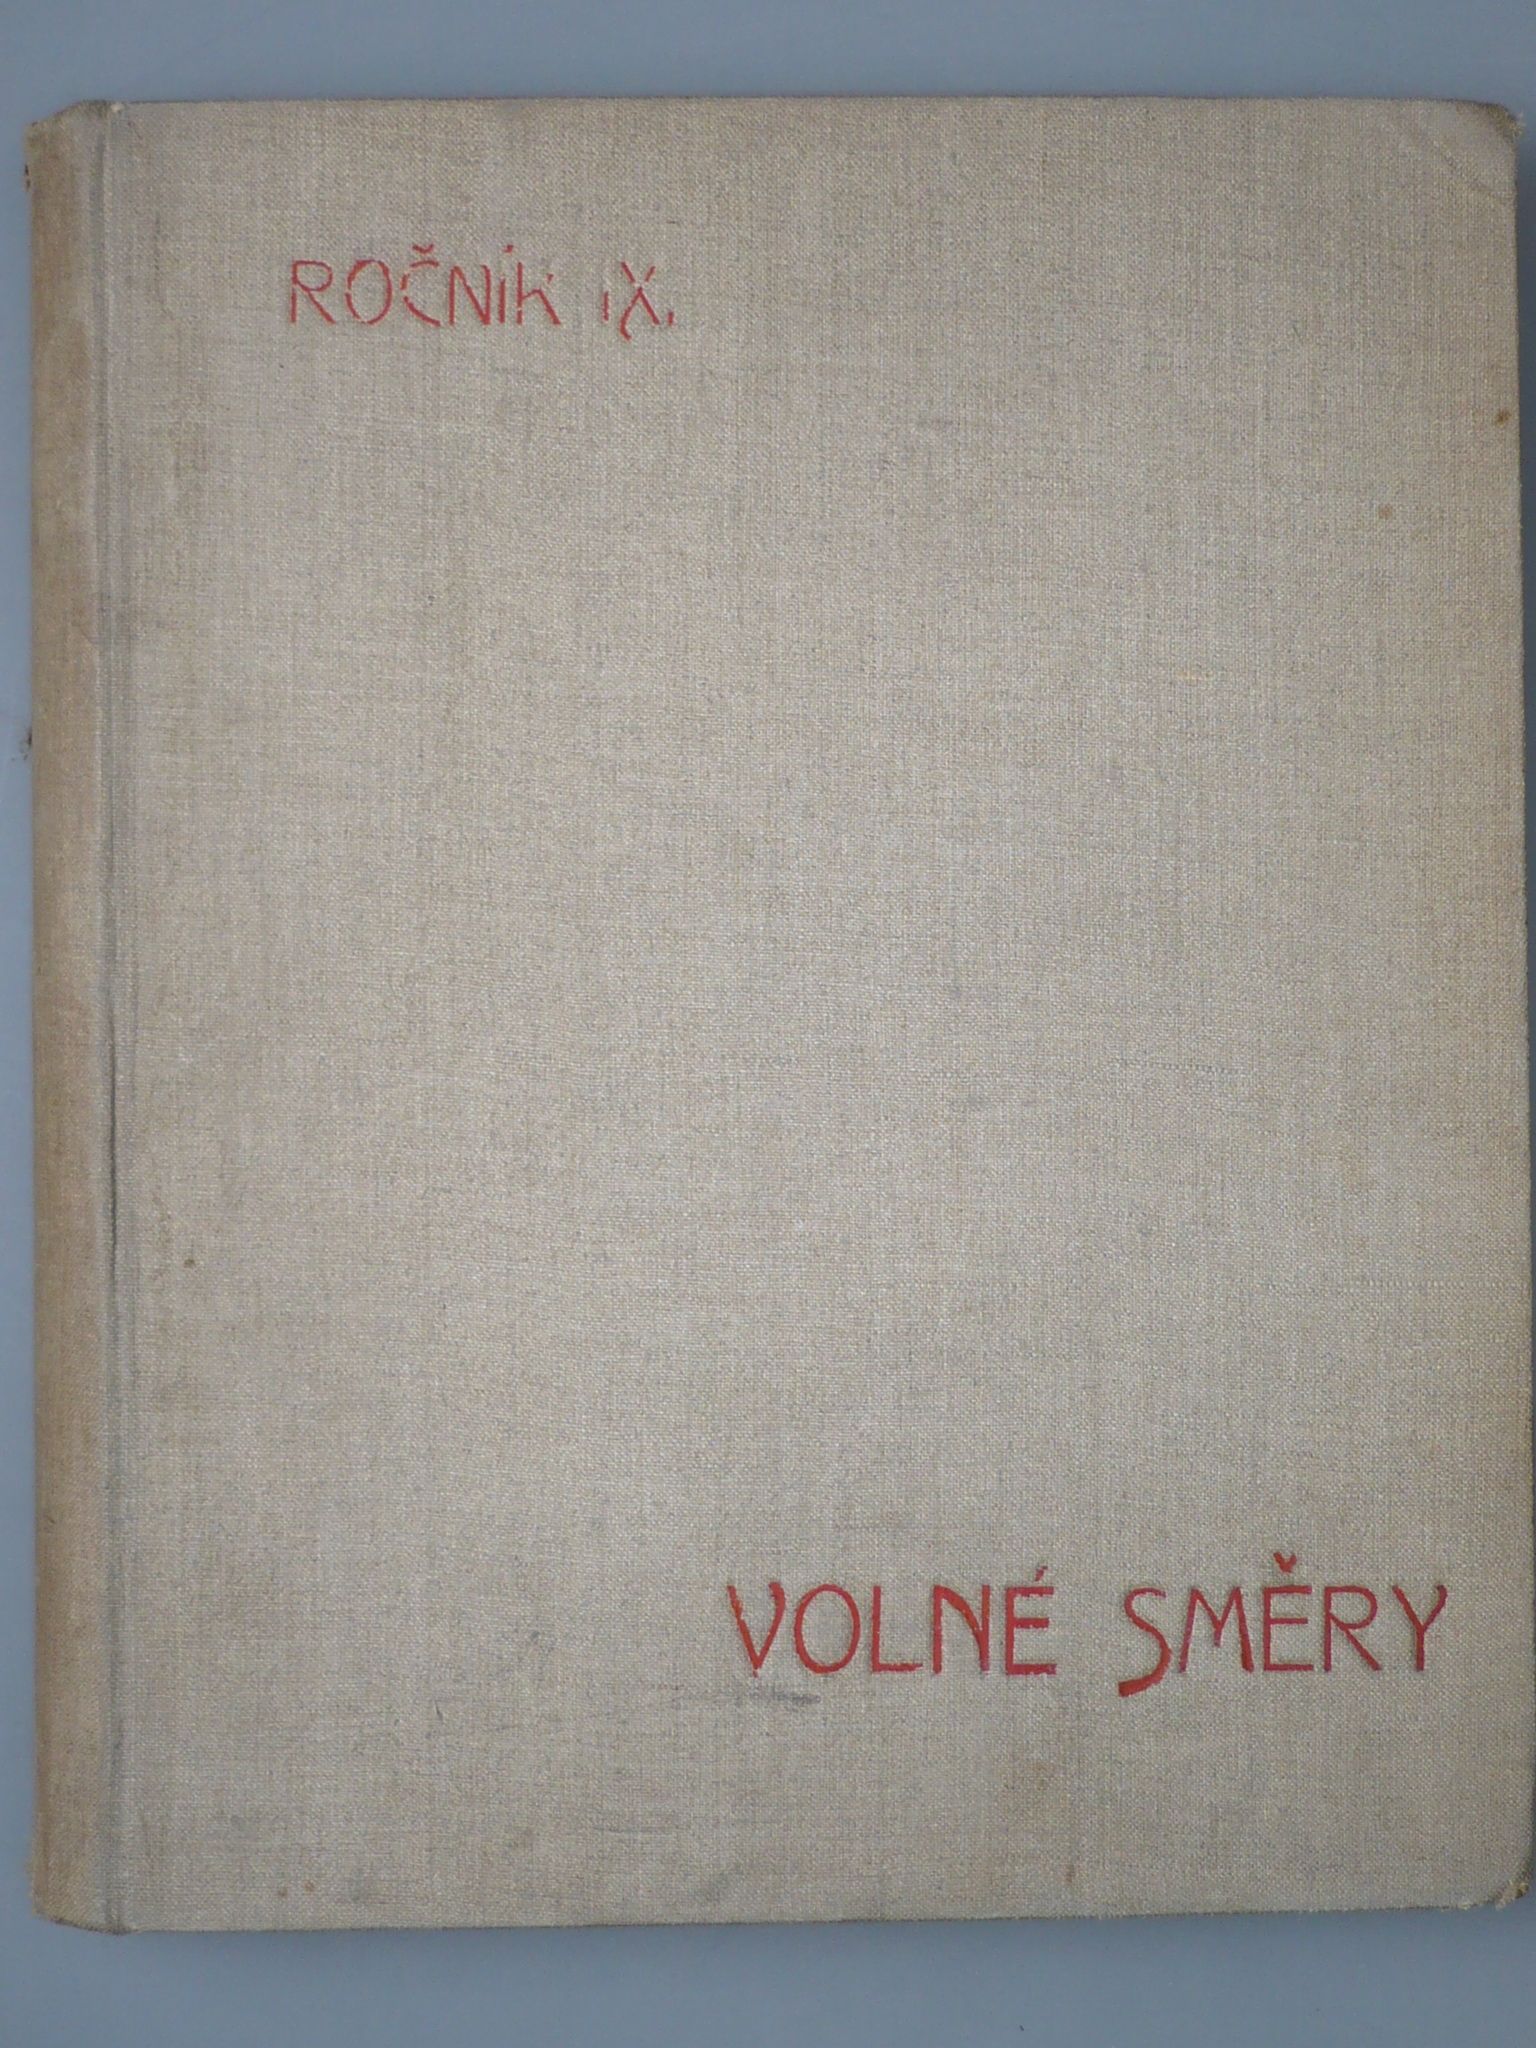 ROČNÍK IX.
VOLNÉ SMĚRY